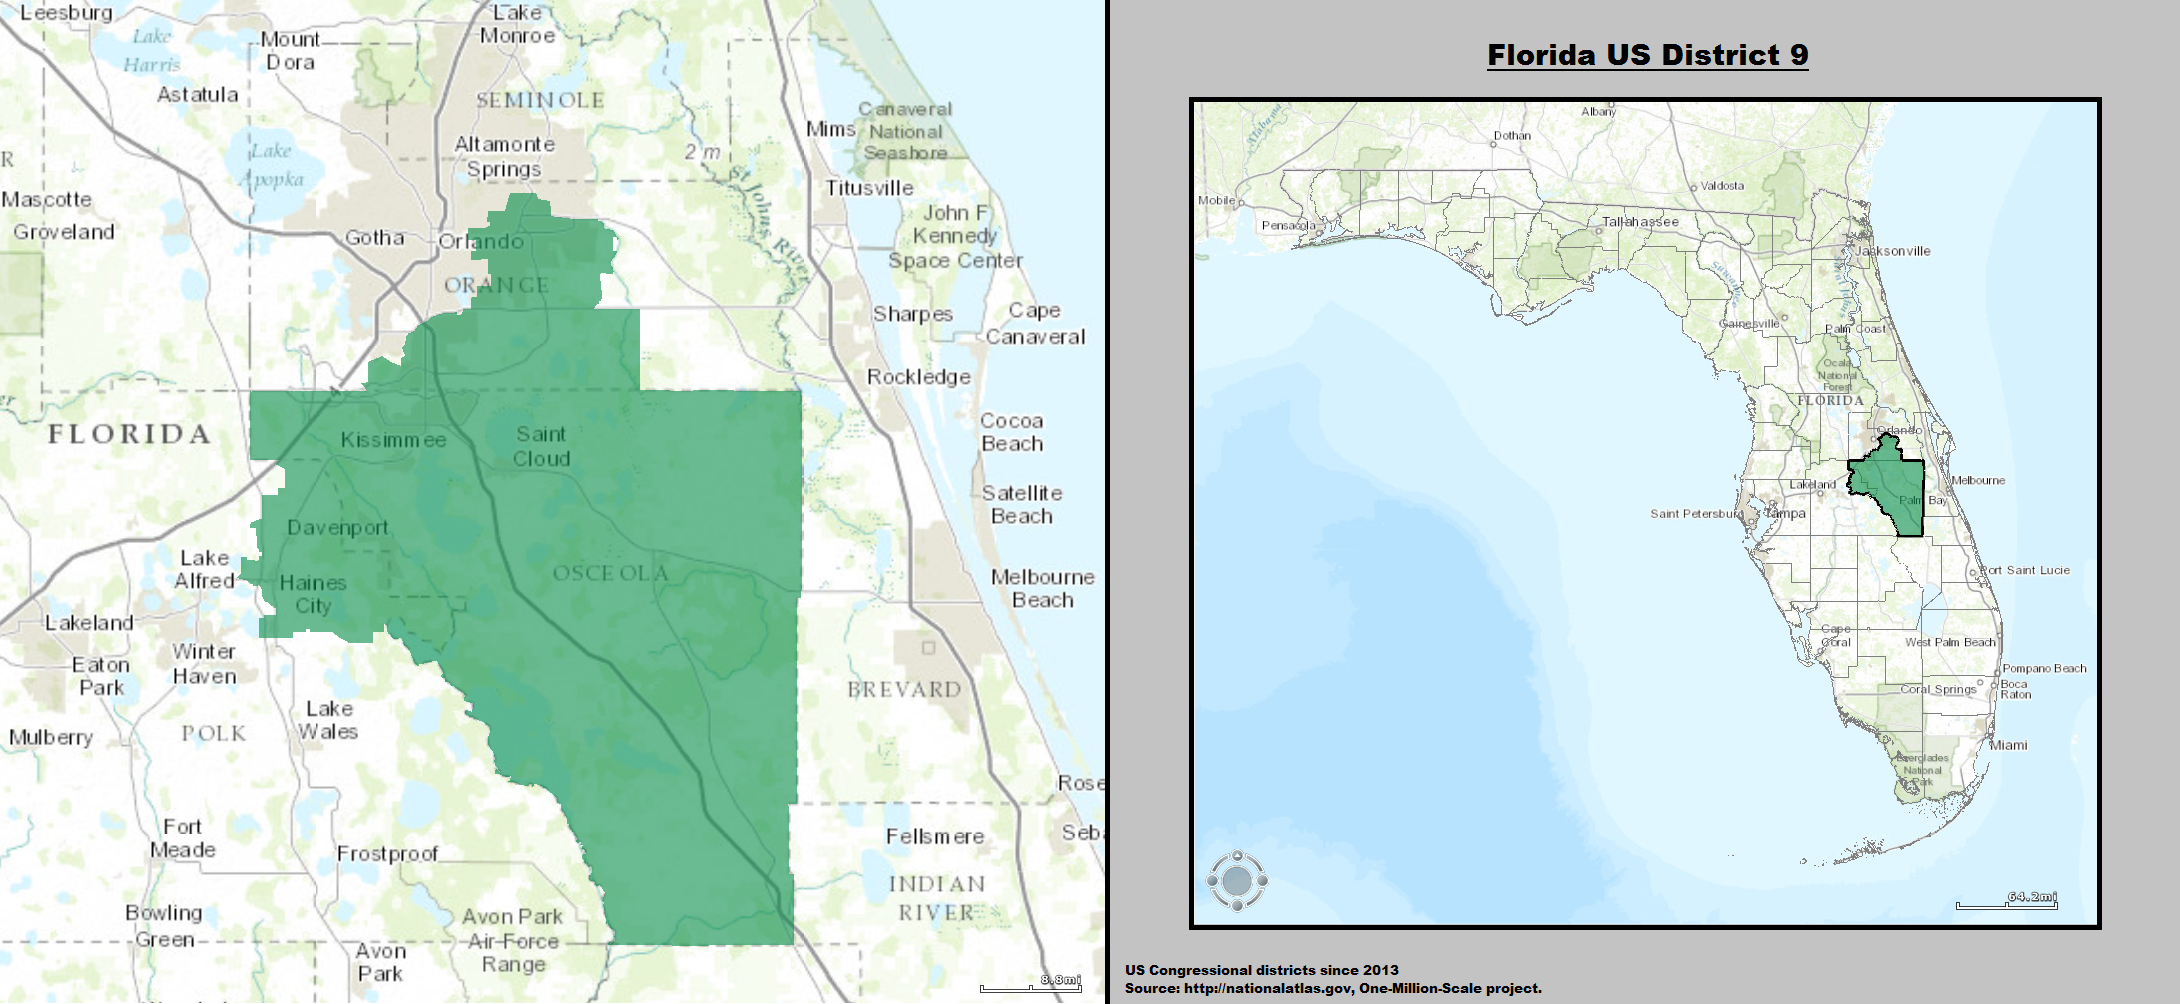 Leesburg
Lake
Monroe
Lake
Harris
Mount
Dora
Astatula
SEMINOLE
Canaveral
National
Seashore
Mims
Altamonte
Springs
2 m
Lake
Apopka
R
Mascotte
Groveland
St Johns River
Titusville
John F
Kennedy
Space Center
Gotha
Orlando
ORANGE
Sharpes
Cape
Canaveral
Rockledge
4
er
FLORIDA
Kissimmee
Saint
Cloud
Cocoa
Beach
Satellite
Beach
Davenport
Lake
Alfred
Haines
City
OSCEOLA
Melbourne
Beach
Lakeland
Eaton
Park
Winter
Haven
BREVARD
Lake
Wales
POLK
Mulberry
Rose
Fort
Meade
Frostproof
Fellsmere
Seba
INDIAN
RIVER
Bowling
Green
Avon Park
Air Force
Range
Avon
Park
8.8mi
Florida US District 9
Albany
Alabama
Dothan
Valdosta
Mobile
Pensacola
Tallahassee
Jacksonville
Suwannee
Saint Johns
Gainesville
Palm Coast
Ocala
National
Forest
FLORIDA
Orlando
Lakeland
Melbourne
Palm Bay
Saint Petersburg
Tampa
Port Saint Lucie
Cape
Coral
West Palm Beach
Pompano Beach
Coral Springs
Boca
Raton
Miami
Everglades
National
Park
64.2mi
US Congressional districts since 2013
Source: http://nationalatlas.gov, One-Million-Scale project.